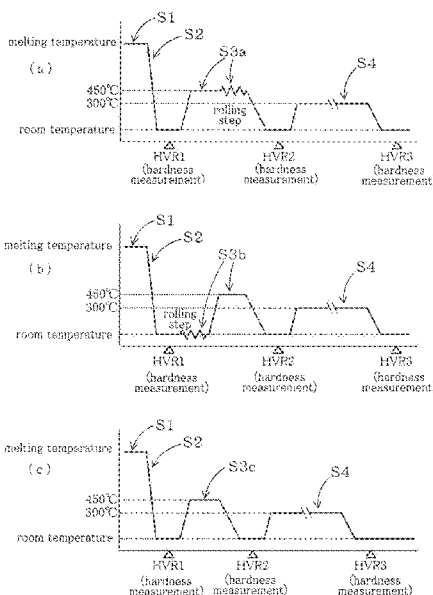 S1
S2
melting temperature
(a)
S3a
S4
450℃
300℃
rolling
step
room temperature
HVR1
(hardness
measurement)
HVR2
(hardness
measurement)
HVR3
(hardness
measurement
S1
S2
melting temperature
(b)
S3b
S4
450℃
300℃
rolling
step
room temperature
HVR1
(hardness
measurement)
HVR2
(hardness
measurement)
HVR3
(hardness
measurement
S1
S2
melting temperature
(c)
S3c
S4
450℃
300℃
room temperature
HVR1
(hardness
measurement)
HVR2
(hardness
measurement)
HVR3
(hardness
measurement)